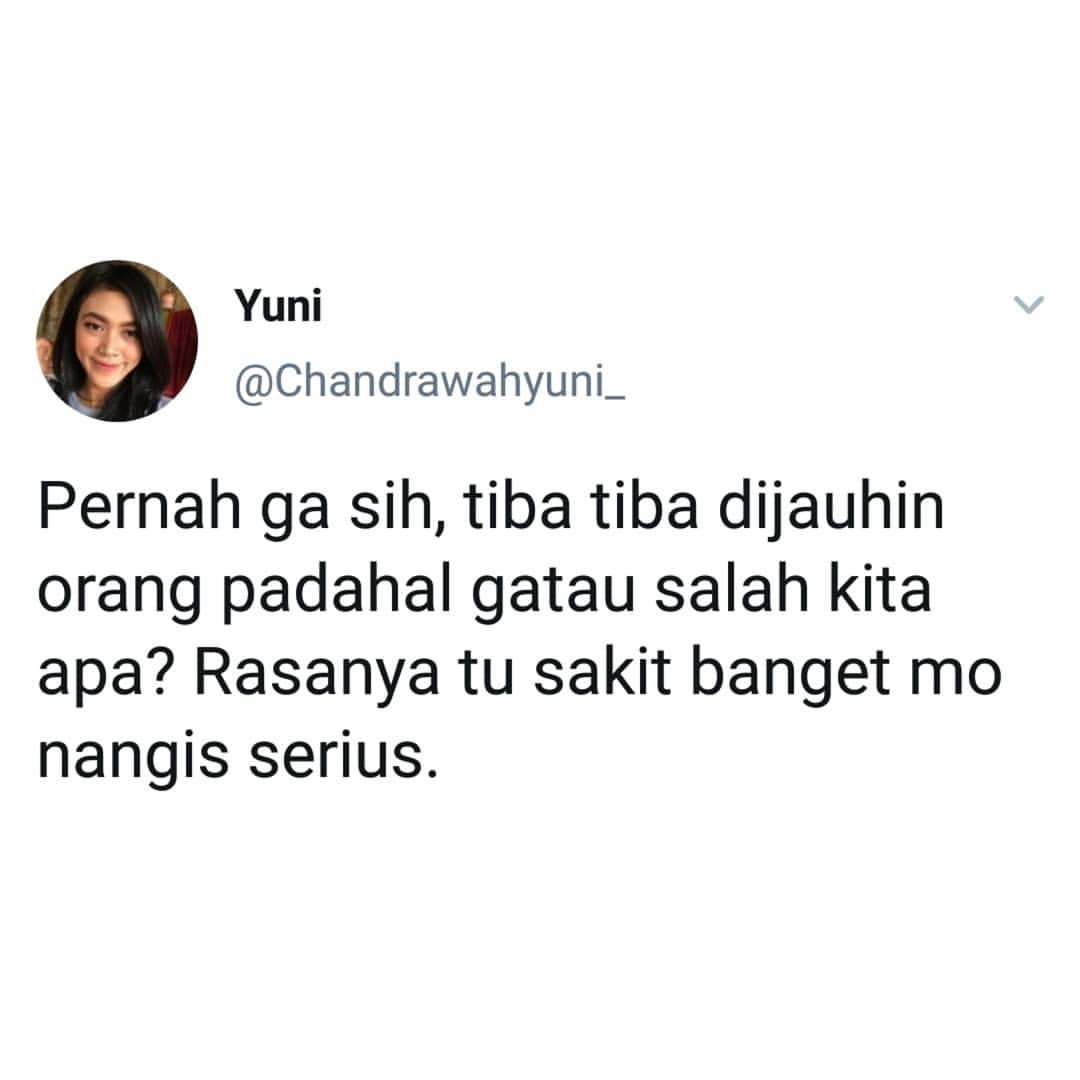 Yuni
@Chandrawahyuni_
Pernah ga sih, tiba tiba dijauhin
orang padahal gatau salah kita
apa? Rasanya tu sakit banget mo
nangis serius.